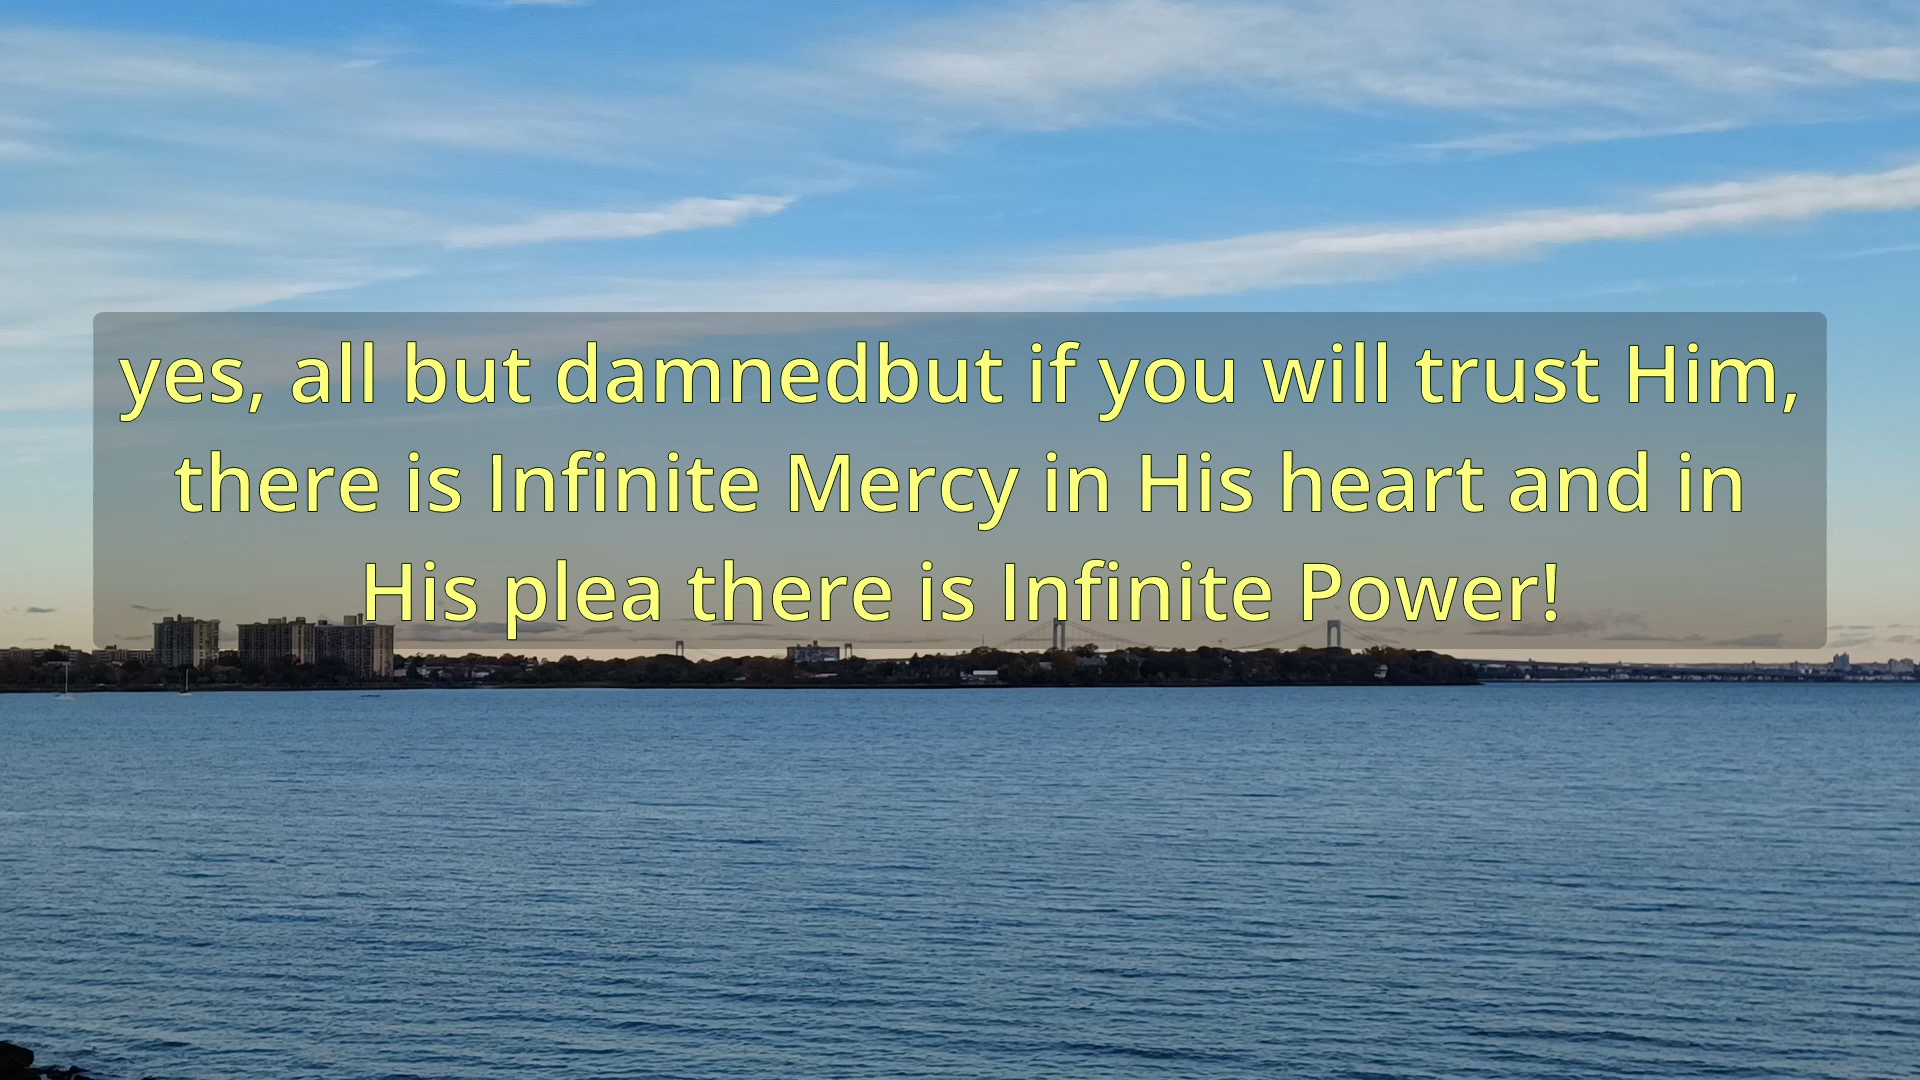 yes, all but damnedbut if you will trust Him,
there is Infinite Mercy in His heart and in
His plea there is Infinite Power!